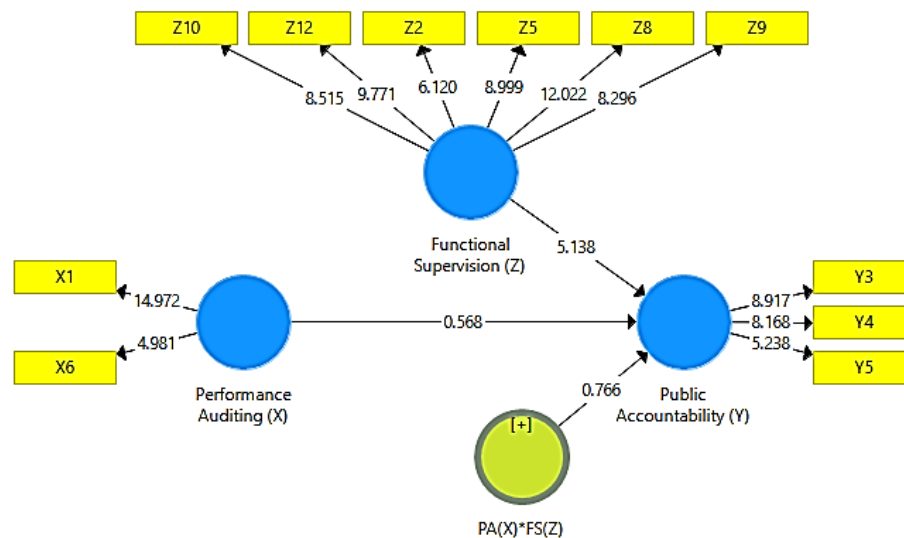 Z10
Z12
Z2
Z5
Z8
Z9
8.515
9.771
6.120
8.999
12.022
8.296
Functional
Supervision (Z)
5.138
X1
X6
14.972
4.981
Performance
Auditing (X)
0.568
0.766
Public
Accountability (Y)
8.917
8.168
5.238
Y3
Y4
Y5
[+]
PA(X)*FS(Z)